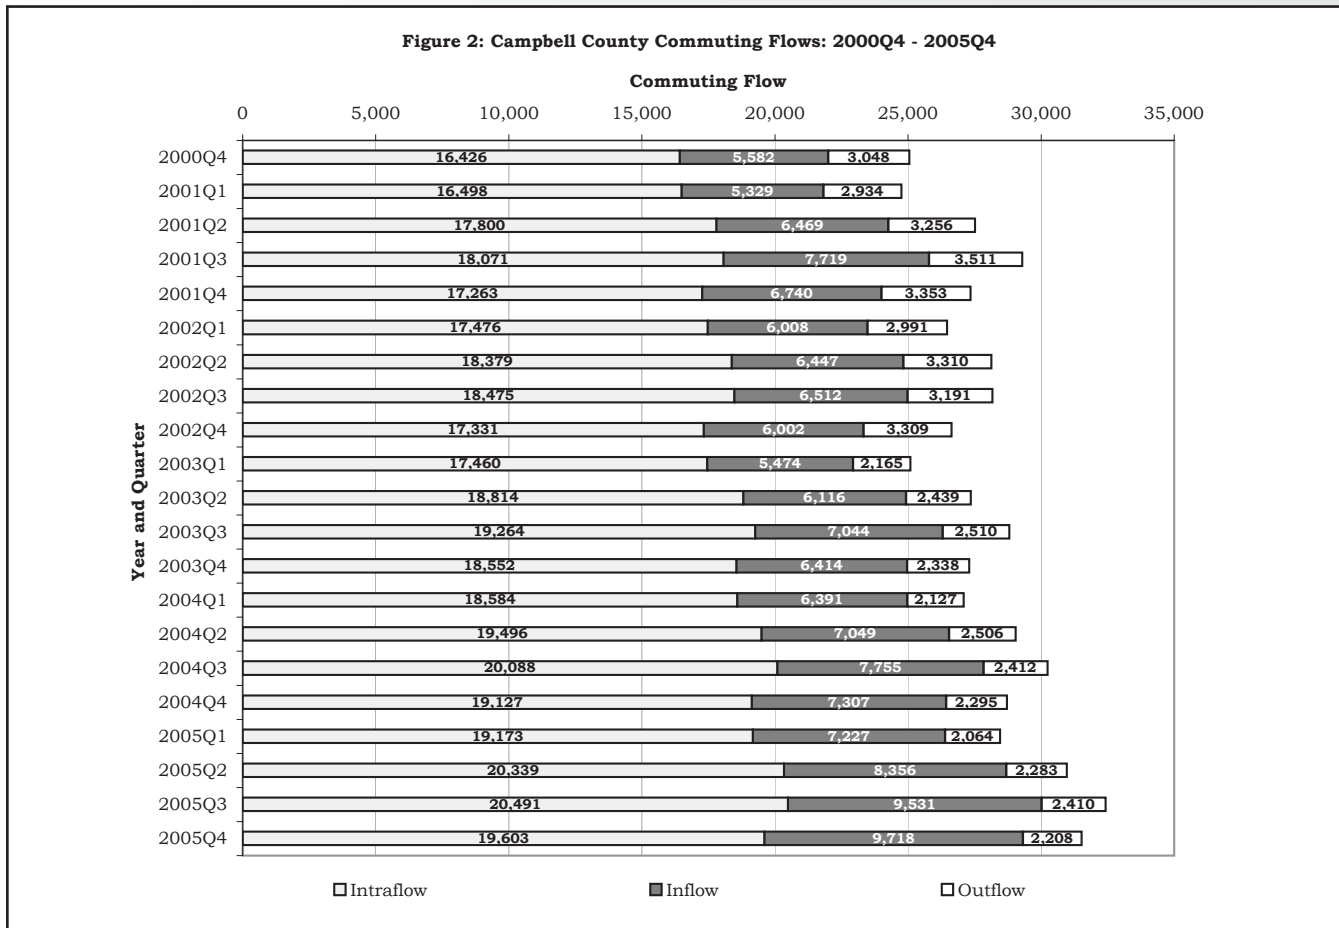 Figure 2: Campbell County Commuting Flows: 2000Q4 - 2005Q4
Commuting Flow
0 5,000 10,000 15,000 20,000 25,000 30,000 35,000
Year and Quarter
2000Q4 16,426 5,582 3,048
2001Q1 16,498 5,329 2,934
2001Q2 17,800 6,469 3,256
2001Q3 18,071 7,719 3,511
2001Q4 17,263 6,740 3,353
2002Q1 17,476 6,008 2,991
2002Q2 18,379 6,447 3,310
2002Q3 18,475 6,512 3,191
2002Q4 17,331 6,002 3,309
2003Q1 17,460 5,474 2,165
2003Q2 18,814 6,116 2,439
2003Q3 19,264 7,044 2,510
2003Q4 18,552 6,414 2,338
2004Q1 18,584 6,391 2,127
2004Q2 19,496 7,049 2,506
2004Q3 20,088 7,755 2,412
2004Q4 19,127 7,307 2,295
2005Q1 19,173 7,227 2,064
2005Q2 20,339 8,356 2,283
2005Q3 20,491 9,531 2,410
2005Q4 19,603 9,718 2,208
Intraflow Inflow Outflow